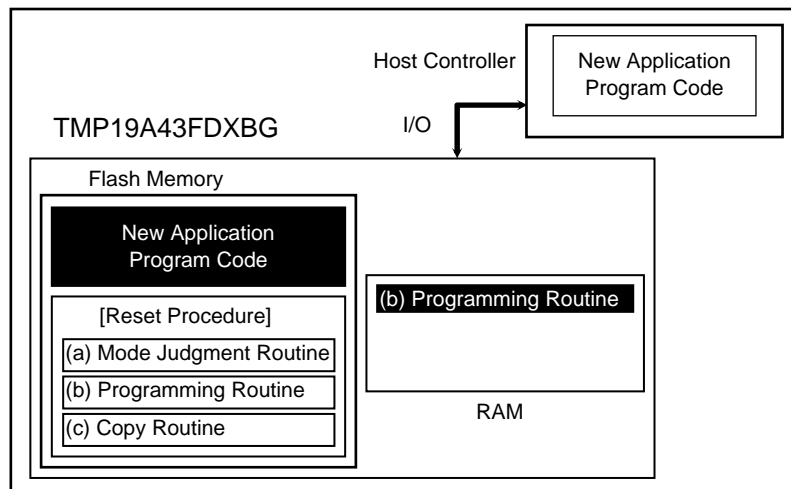 Host Controller
New Application
Program Code
TMP19A43FDXBG
I/O
Flash Memory
New Application
Program Code
[Reset Procedure]
(a) Mode Judgment Routine
(b) Programming Routine
(c) Copy Routine
(b) Programming Routine
RAM